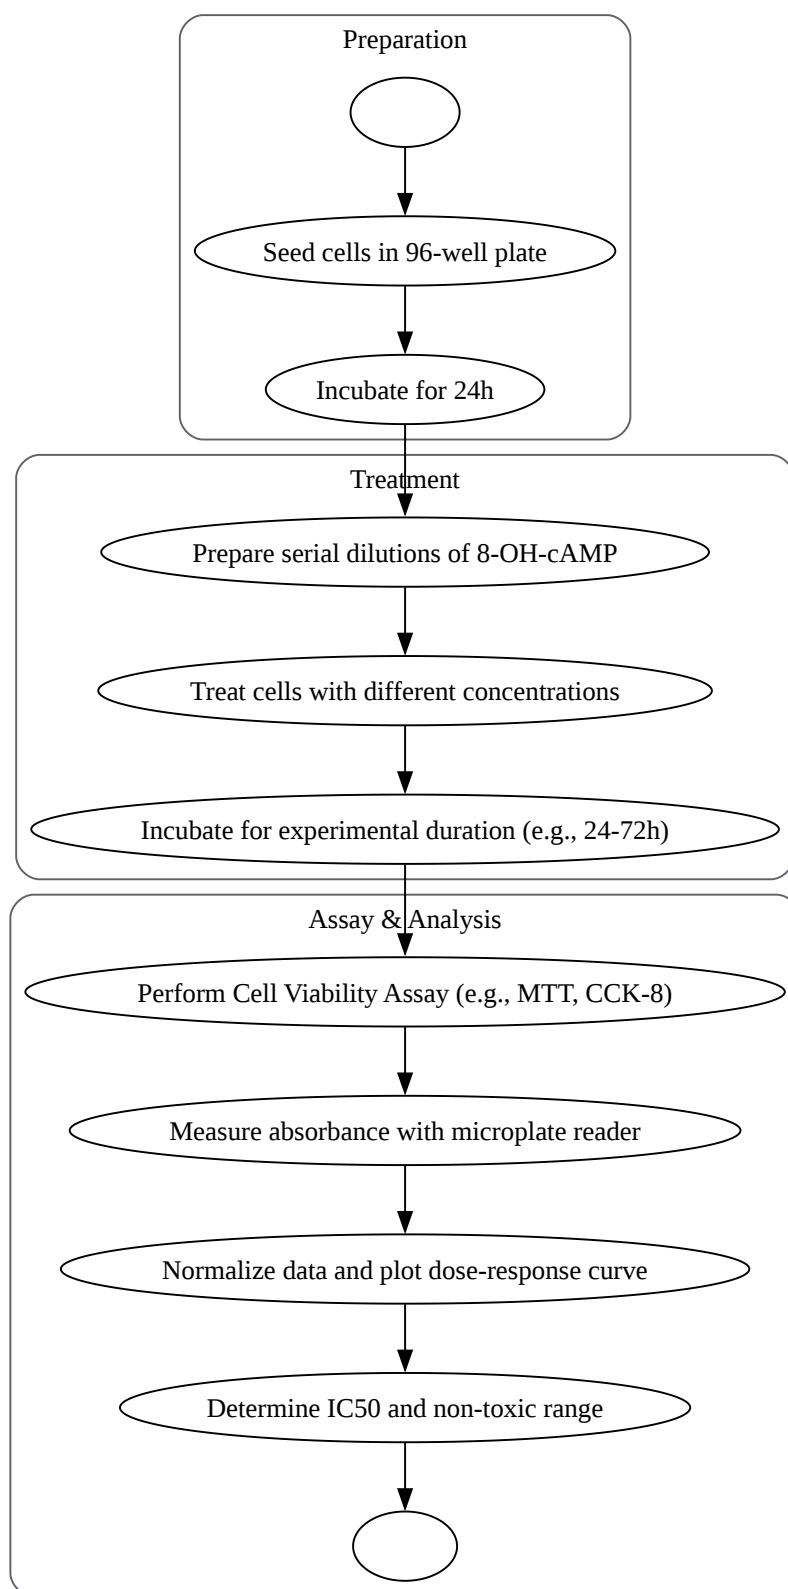 Preparation
Seed cells in 96-well plate
Incubate for 24h
Treatment
Prepare serial dilutions of 8-OH-cAMP
Treat cells with different concentrations
Incubate for experimental duration (e.g., 24-72h)
Assay & Analysis
Perform Cell Viability Assay (e.g., MTT, CCK-8)
Measure absorbance with microplate reader
Normalize data and plot dose-response curve
Determine IC50 and non-toxic range